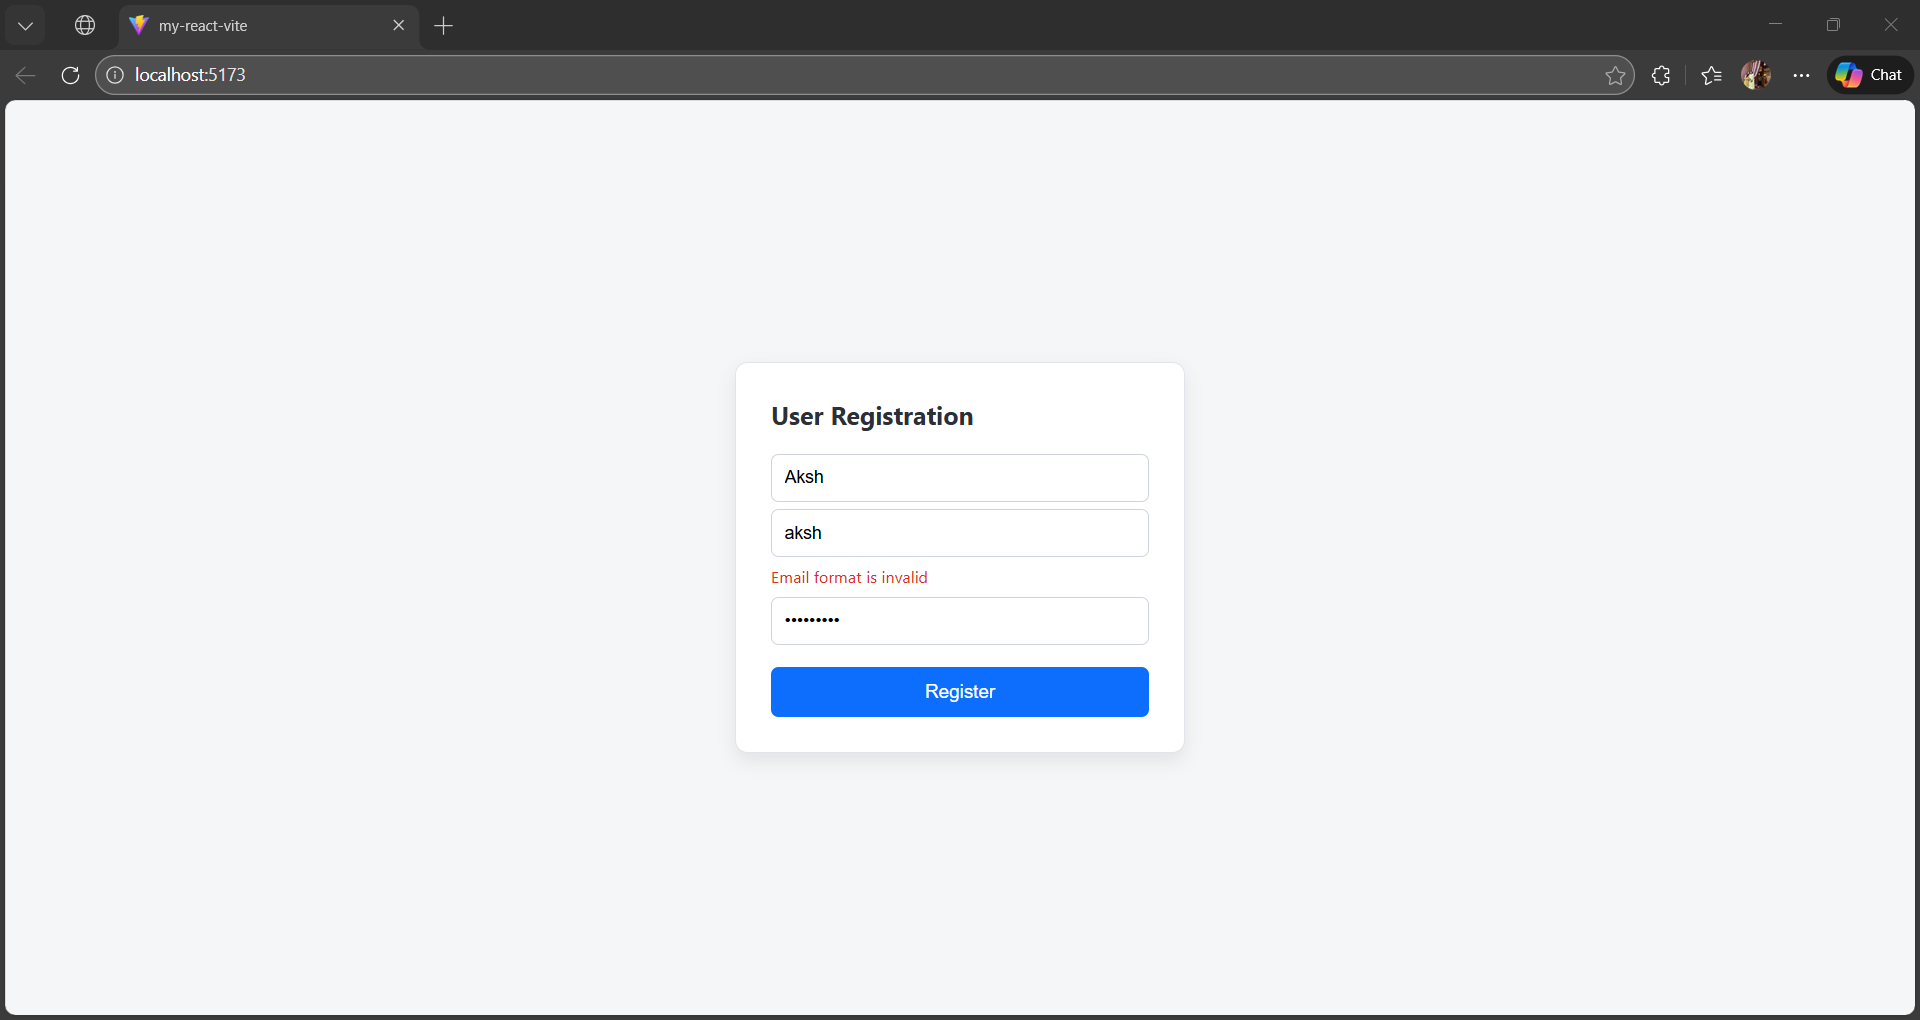 my-react-vite
localhost:5173
Chat
User Registration
Aksh
aksh
Email format is invalid
•••••••••
Register